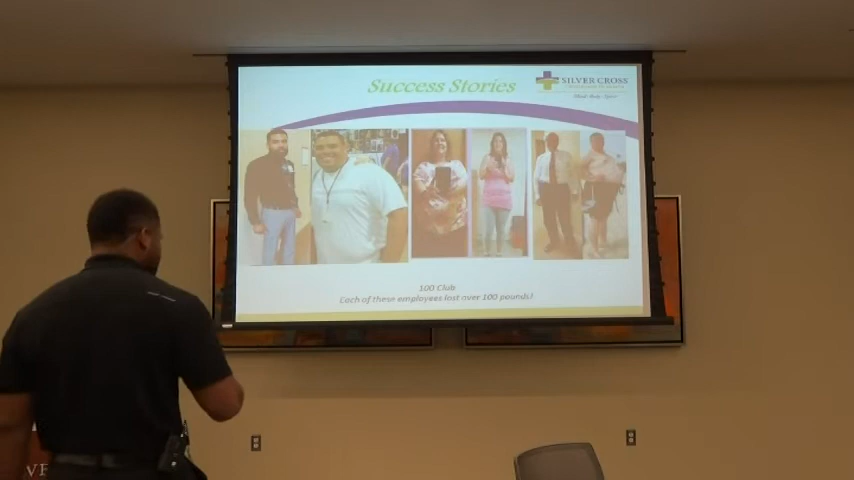 Success Stories
SILVER CROSS
100 Club
Each of these employees lost over 100 pounds!